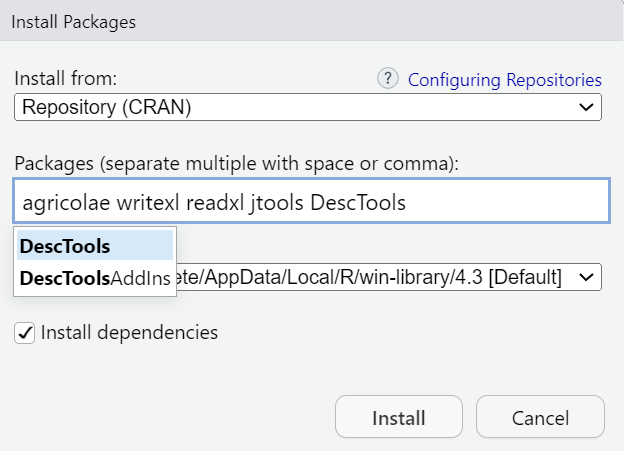 Install Packages
Install from:
? Configuring Repositories
Repository (CRAN)
Packages (separate multiple with space or comma):
agricolae writexl readxl jtools DescTools
DescTools
DescToolsAddIns
ete/AppData/Local/R/win-library/4.3 [Default]
Install dependencies
Install
Cancel